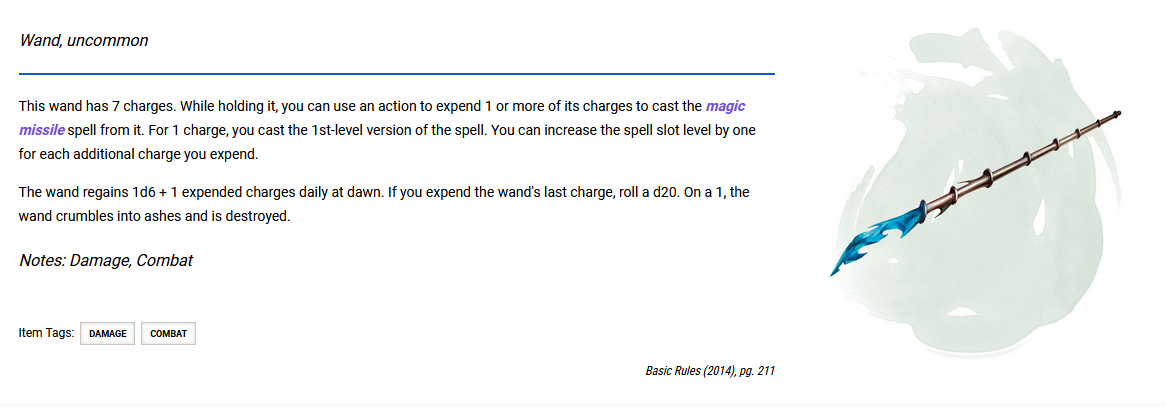 Wand, uncommon
This wand has 7 charges. While holding it, you can use an action to expend 1 or more of its charges to cast the magic
missile spell from it. For 1 charge, you cast the 1st-level version of the spell. You can increase the spell slot level by one
for each additional charge you expend.
The wand regains 1d6 + 1 expended charges daily at dawn. If you expend the wand's last charge, roll a d20. On a 1, the
wand crumbles into ashes and is destroyed.
Notes: Damage, Combat
Item Tags: DAMAGE COMBAT
Basic Rules (2014), pg. 211